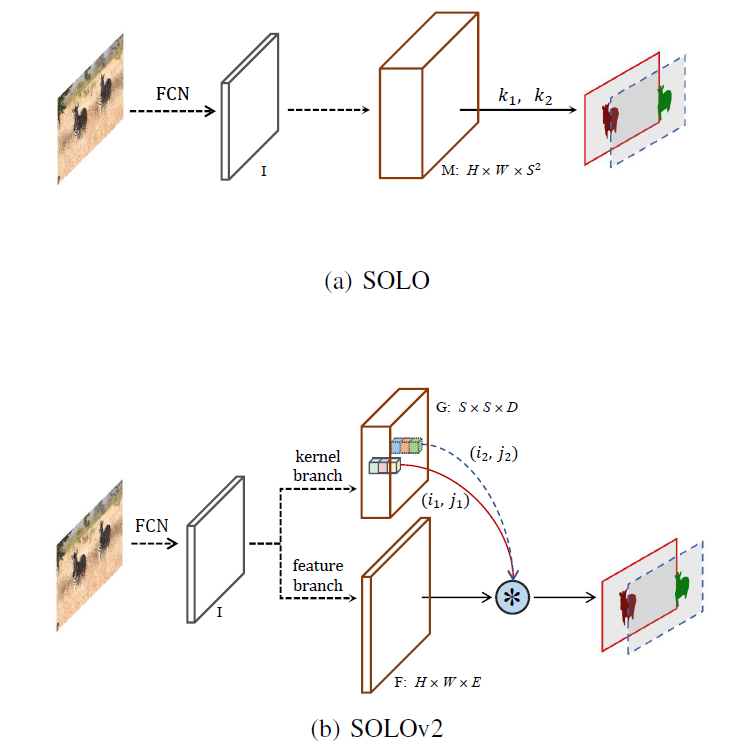 FCN
I
M: H × W × S²
k₁, k₂
(a) SOLO
FCN
I
kernel
branch
feature
branch
G: S × S × D
(i₂, j₂)
(i₁, j₁)
*
F: H × W × E
(b) SOLOv2